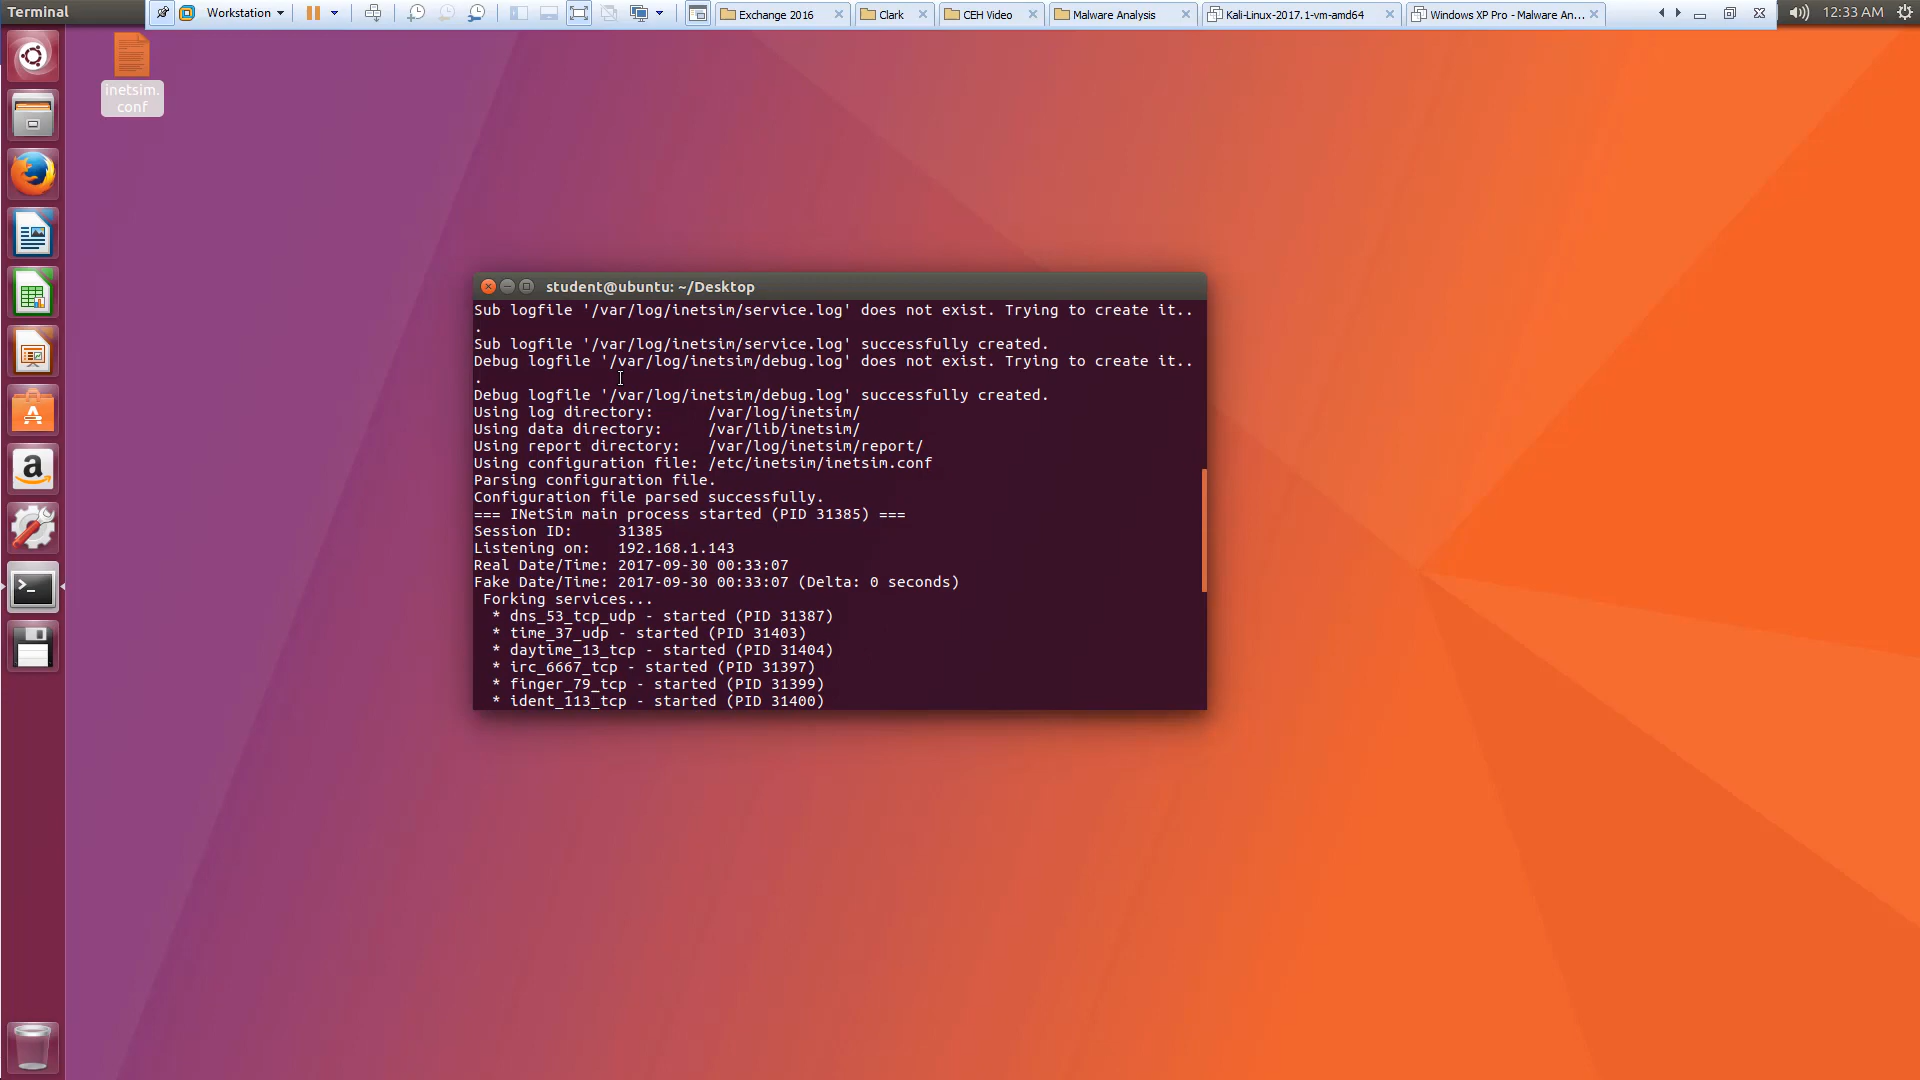 Terminal
Workstation
Exchange 2016
Clark
CEH Video
Malware Analysis
Kali-Linux-2017.1-vm-amd64
Windows XP Pro - Malware An...
12:33 AM
inetsim.
conf
student@ubuntu: ~/Desktop
Sub logfile '/var/log/inetsim/service.log' does not exist. Trying to create it..
.
Sub logfile '/var/log/inetsim/service.log' successfully created.
Debug logfile '/var/log/inetsim/debug.log' does not exist. Trying to create it..
.
Debug logfile '/var/log/inetsim/debug.log' successfully created.
Using log directory:      /var/log/inetsim/
Using data directory:     /var/lib/inetsim/
Using report directory:   /var/log/inetsim/report/
Using configuration file: /etc/inetsim/inetsim.conf
Parsing configuration file.
Configuration file parsed successfully.
=== INetSim main process started (PID 31385) ===
Session ID:     31385
Listening on:   192.168.1.143
Real Date/Time: 2017-09-30 00:33:07
Fake Date/Time: 2017-09-30 00:33:07 (Delta: 0 seconds)
Forking services...
* dns_53_tcp_udp - started (PID 31387)
* time_37_udp - started (PID 31403)
* daytime_13_tcp - started (PID 31404)
* irc_6667_tcp - started (PID 31397)
* finger_79_tcp - started (PID 31399)
* ident_113_tcp - started (PID 31400)